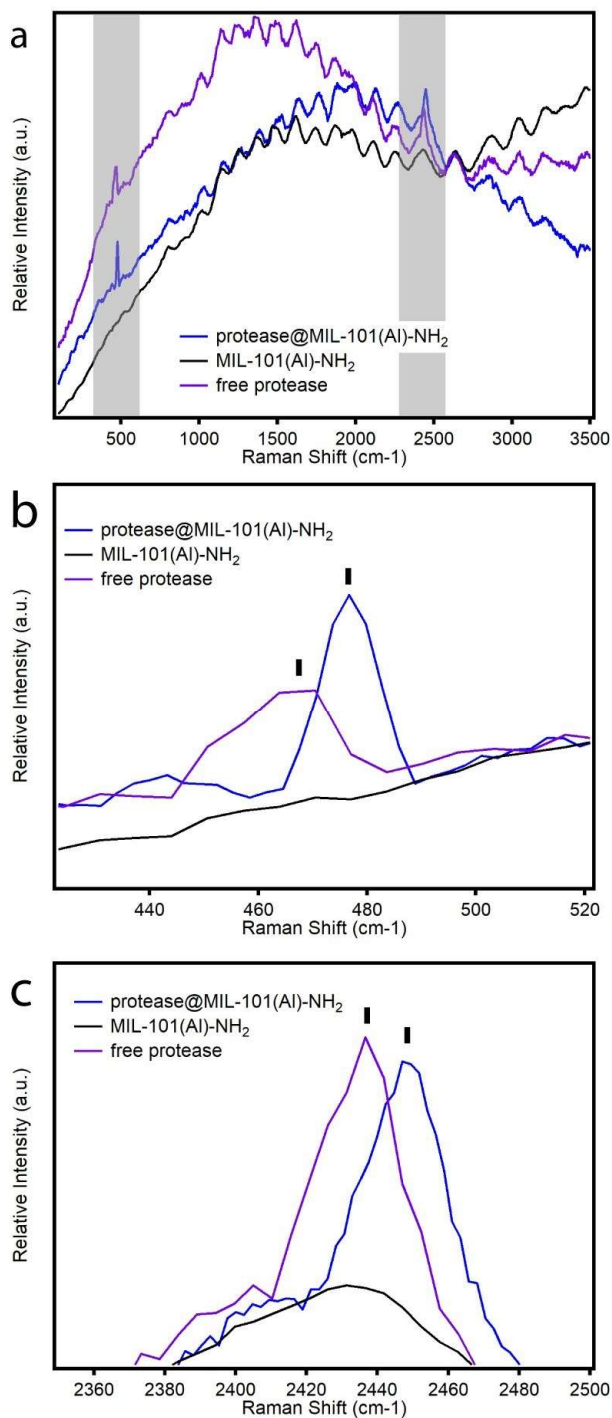 a
Relative Intensity (a.u.)
protease@MIL-101(Al)-NH₂
MIL-101(Al)-NH₂
free protease
500 1000 1500 2000 2500 3000 3500
Raman Shift (cm-1)
b
Relative Intensity (a.u.)
protease@MIL-101(Al)-NH₂
MIL-101(Al)-NH₂
free protease
440 460 480 500 520
Raman Shift (cm-1)
c
Relative Intensity (a.u.)
protease@MIL-101(Al)-NH₂
MIL-101(Al)-NH₂
free protease
2360 2380 2400 2420 2440 2460 2480 2500
Raman Shift (cm-1)